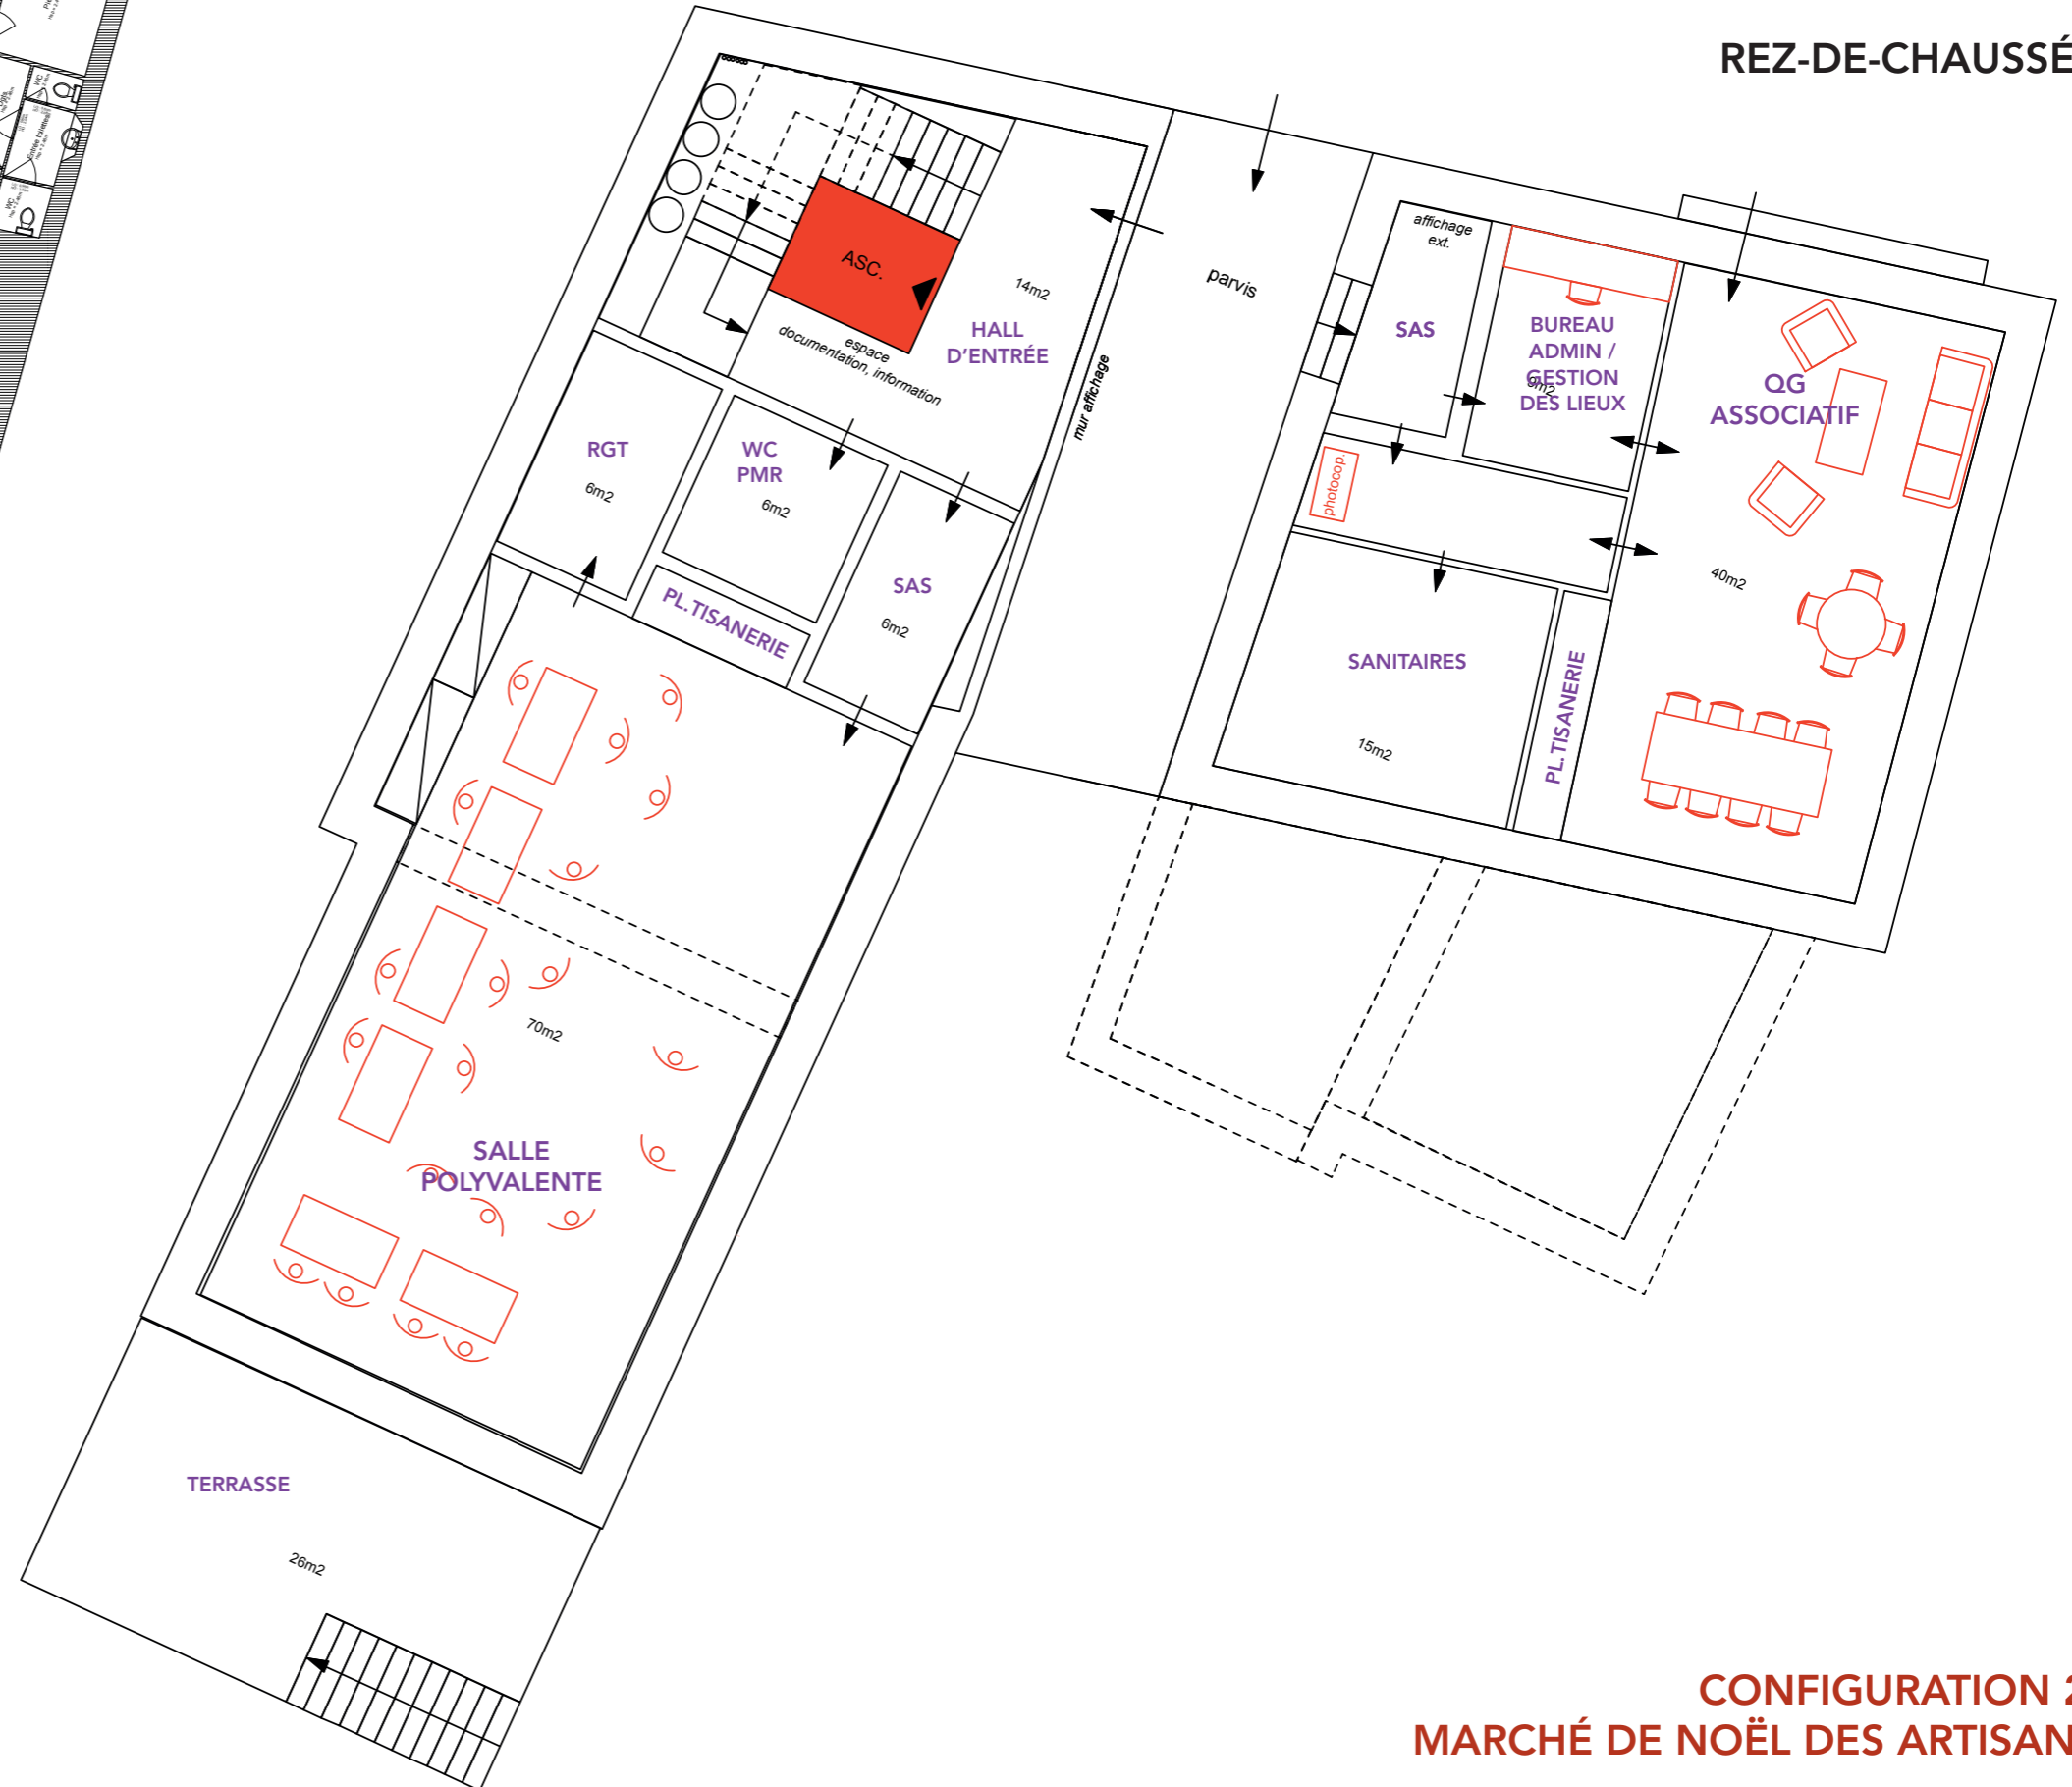 REZ-DE-CHAUSSÉ
WC
WC
ASC.
14m2
HALL
D'ENTRÉE
espace
documentation, information
mur affichage
parvis
affichage
ext.
SAS
BUREAU
ADMIN /
GESTION
DES LIEUX
9m2
QG
ASSOCIATIF
40m2
photocop.
RGT
6m2
WC
PMR
6m2
SAS
6m2
PL. TISANERIE
SANITAIRES
15m2
PL. TISANERIE
70m2
SALLE
POLYVALENTE
TERRASSE
26m2
CONFIGURATION 2
MARCHÉ DE NOËL DES ARTISAN